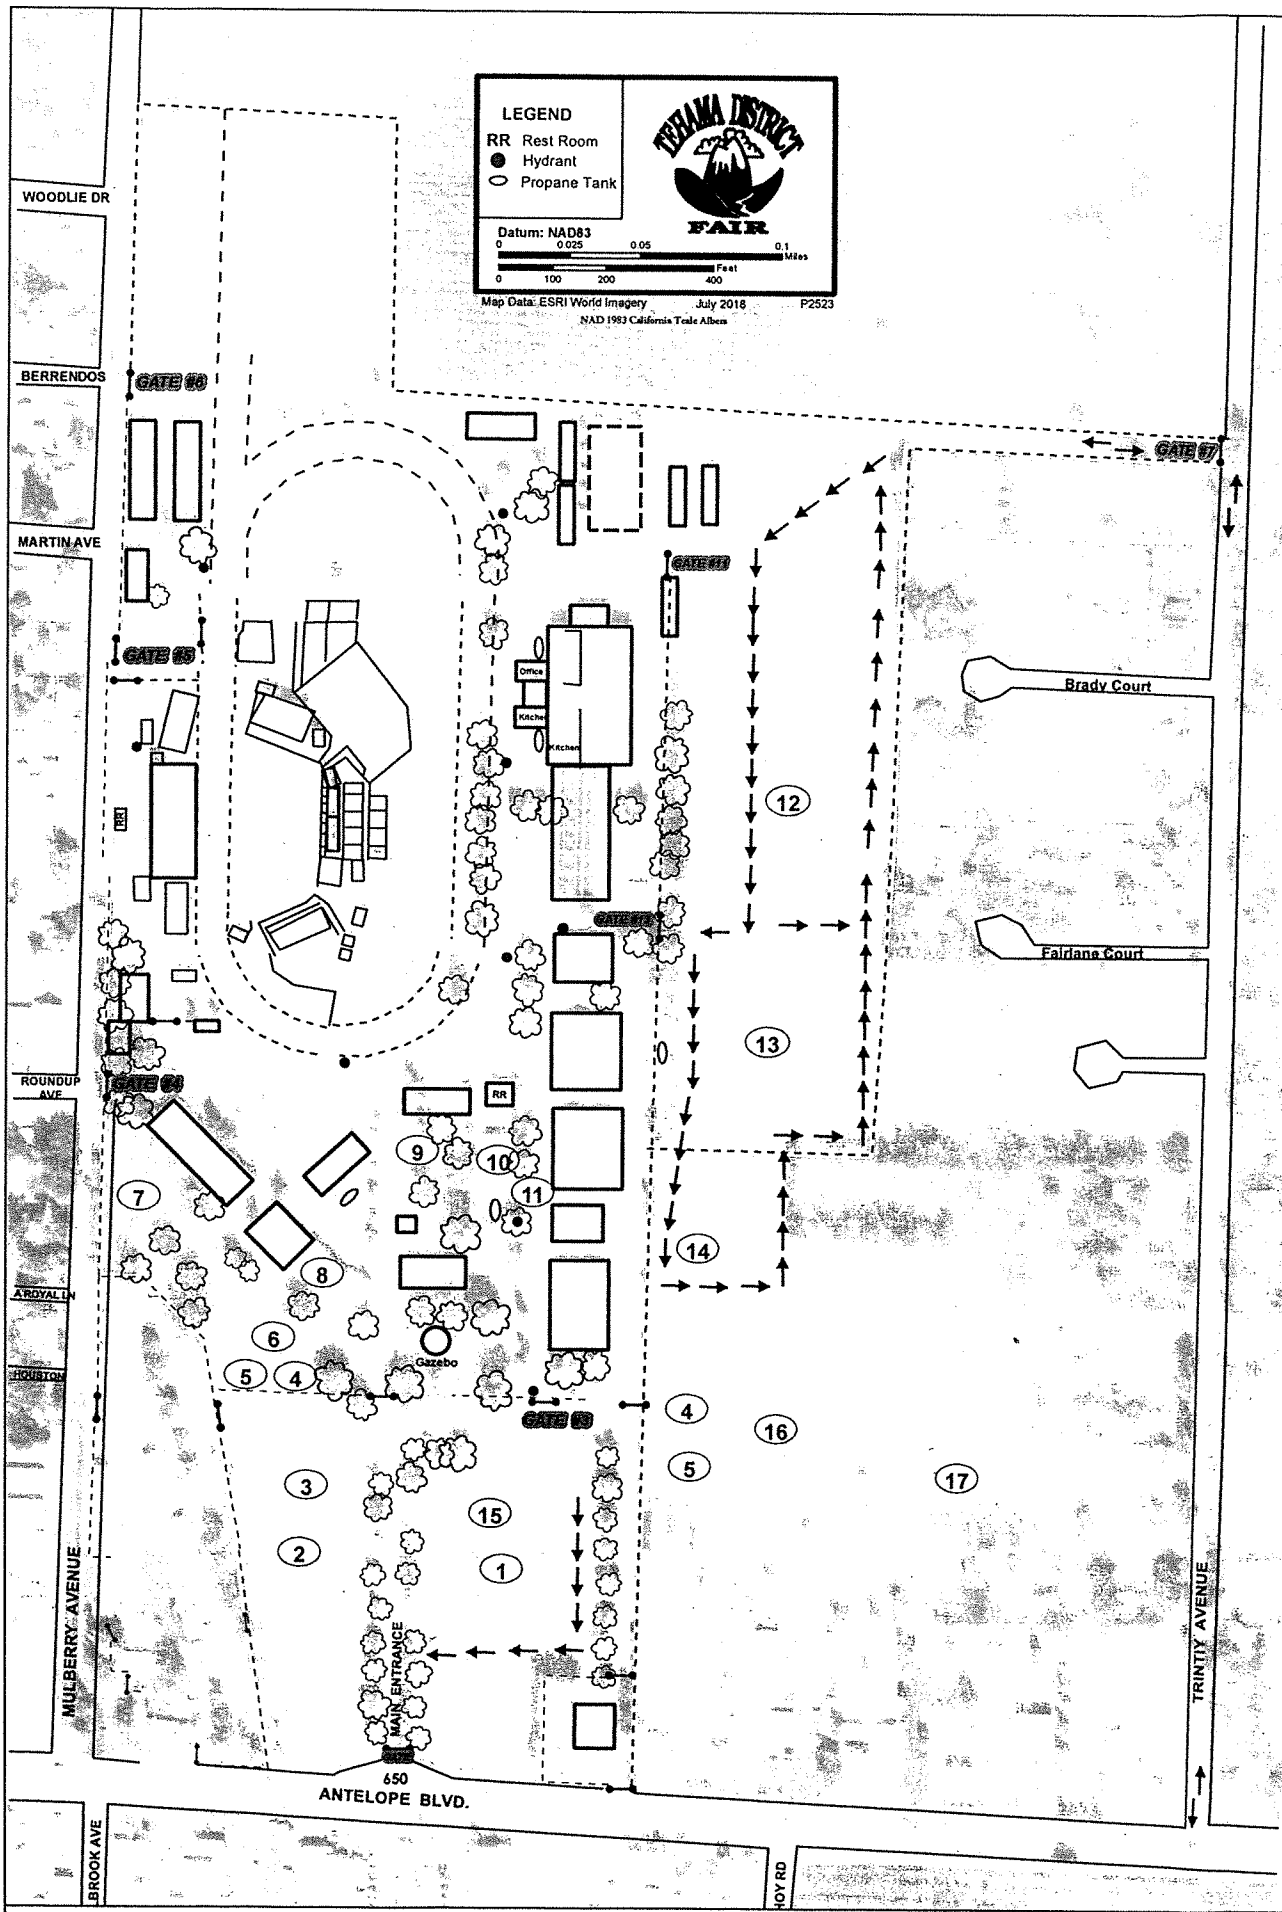 LEGEND
RR Rest Room
Hydrant
Propane Tank
TEHAMA DISTRICT
FAIR
Datum: NAD83
0 0.025 0.05 0.1
Miles
Feet
0 100 200 400
Map Data: ESRI World Imagery July 2018 P2523
NAD 1983 California Teale Albers
WOODLIE DR
BERRENDOS
GATE #6
GATE #7
MARTIN AVE
GATE #11
GATE #5
Office
Brady Court
Kitchen
Kitchen
12
RR
Fairlane Court
13
ROUNDUP
AVE
GATE #4
RR
9
10
7
11
14
8
A'ROYAL LN
6
Gazebo
HOUSTON
5
4
GATE #3
4
16
5
17
3
15
2
1
MULBERRY AVENUE
MAIN ENTRANCE
TRINTIY AVENUE
650
ANTELOPE BLVD.
LBROOK AVE
HOY RD